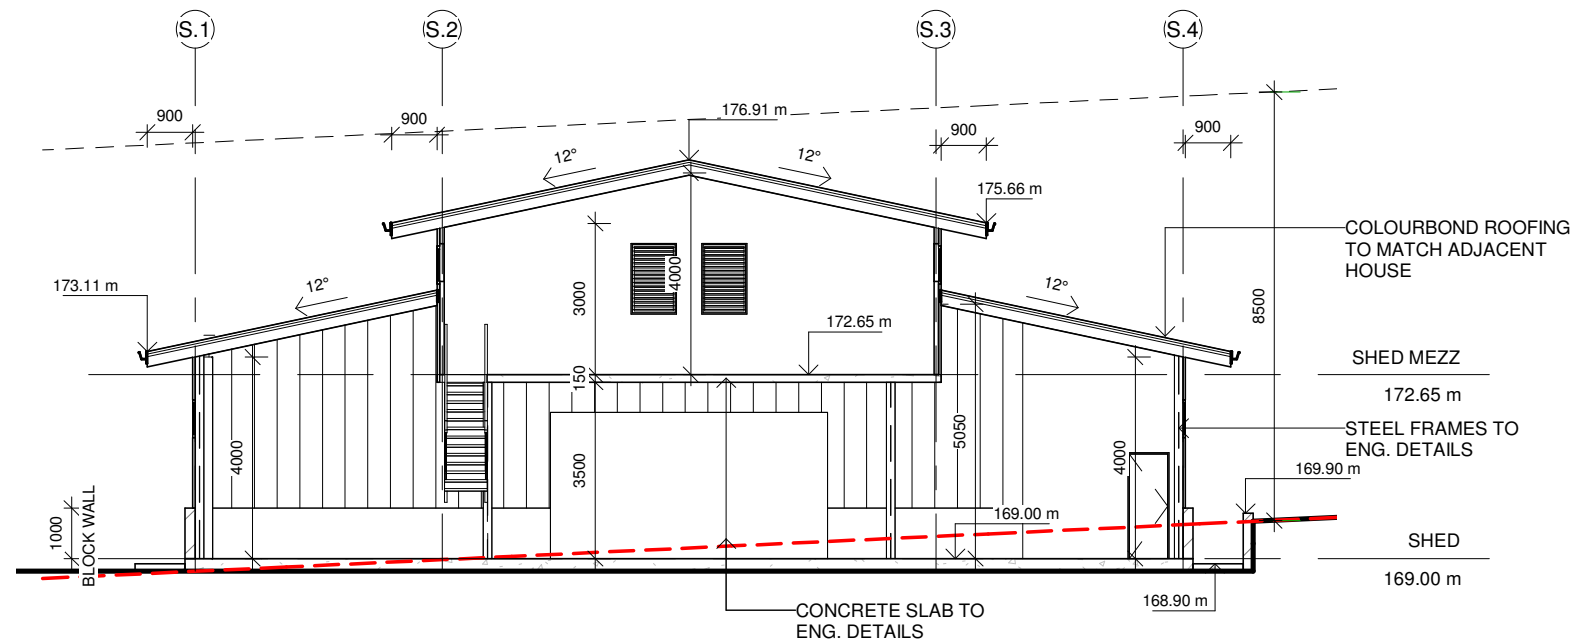 S.1
S.2
S.3
S.4
900
900
176.91 m
900
900
12°
12°
175.66 m
COLOURBOND ROOFING
TO MATCH ADJACENT
HOUSE
173.11 m
12°
3000
4000
12°
8500
172.65 m
SHED MEZZ
172.65 m
150
STEEL FRAMES TO
ENG. DETAILS
4000
3500
5050
4000
169.90 m
1000
BLOCK WALL
169.00 m
SHED
169.00 m
168.90 m
CONCRETE SLAB TO
ENG. DETAILS